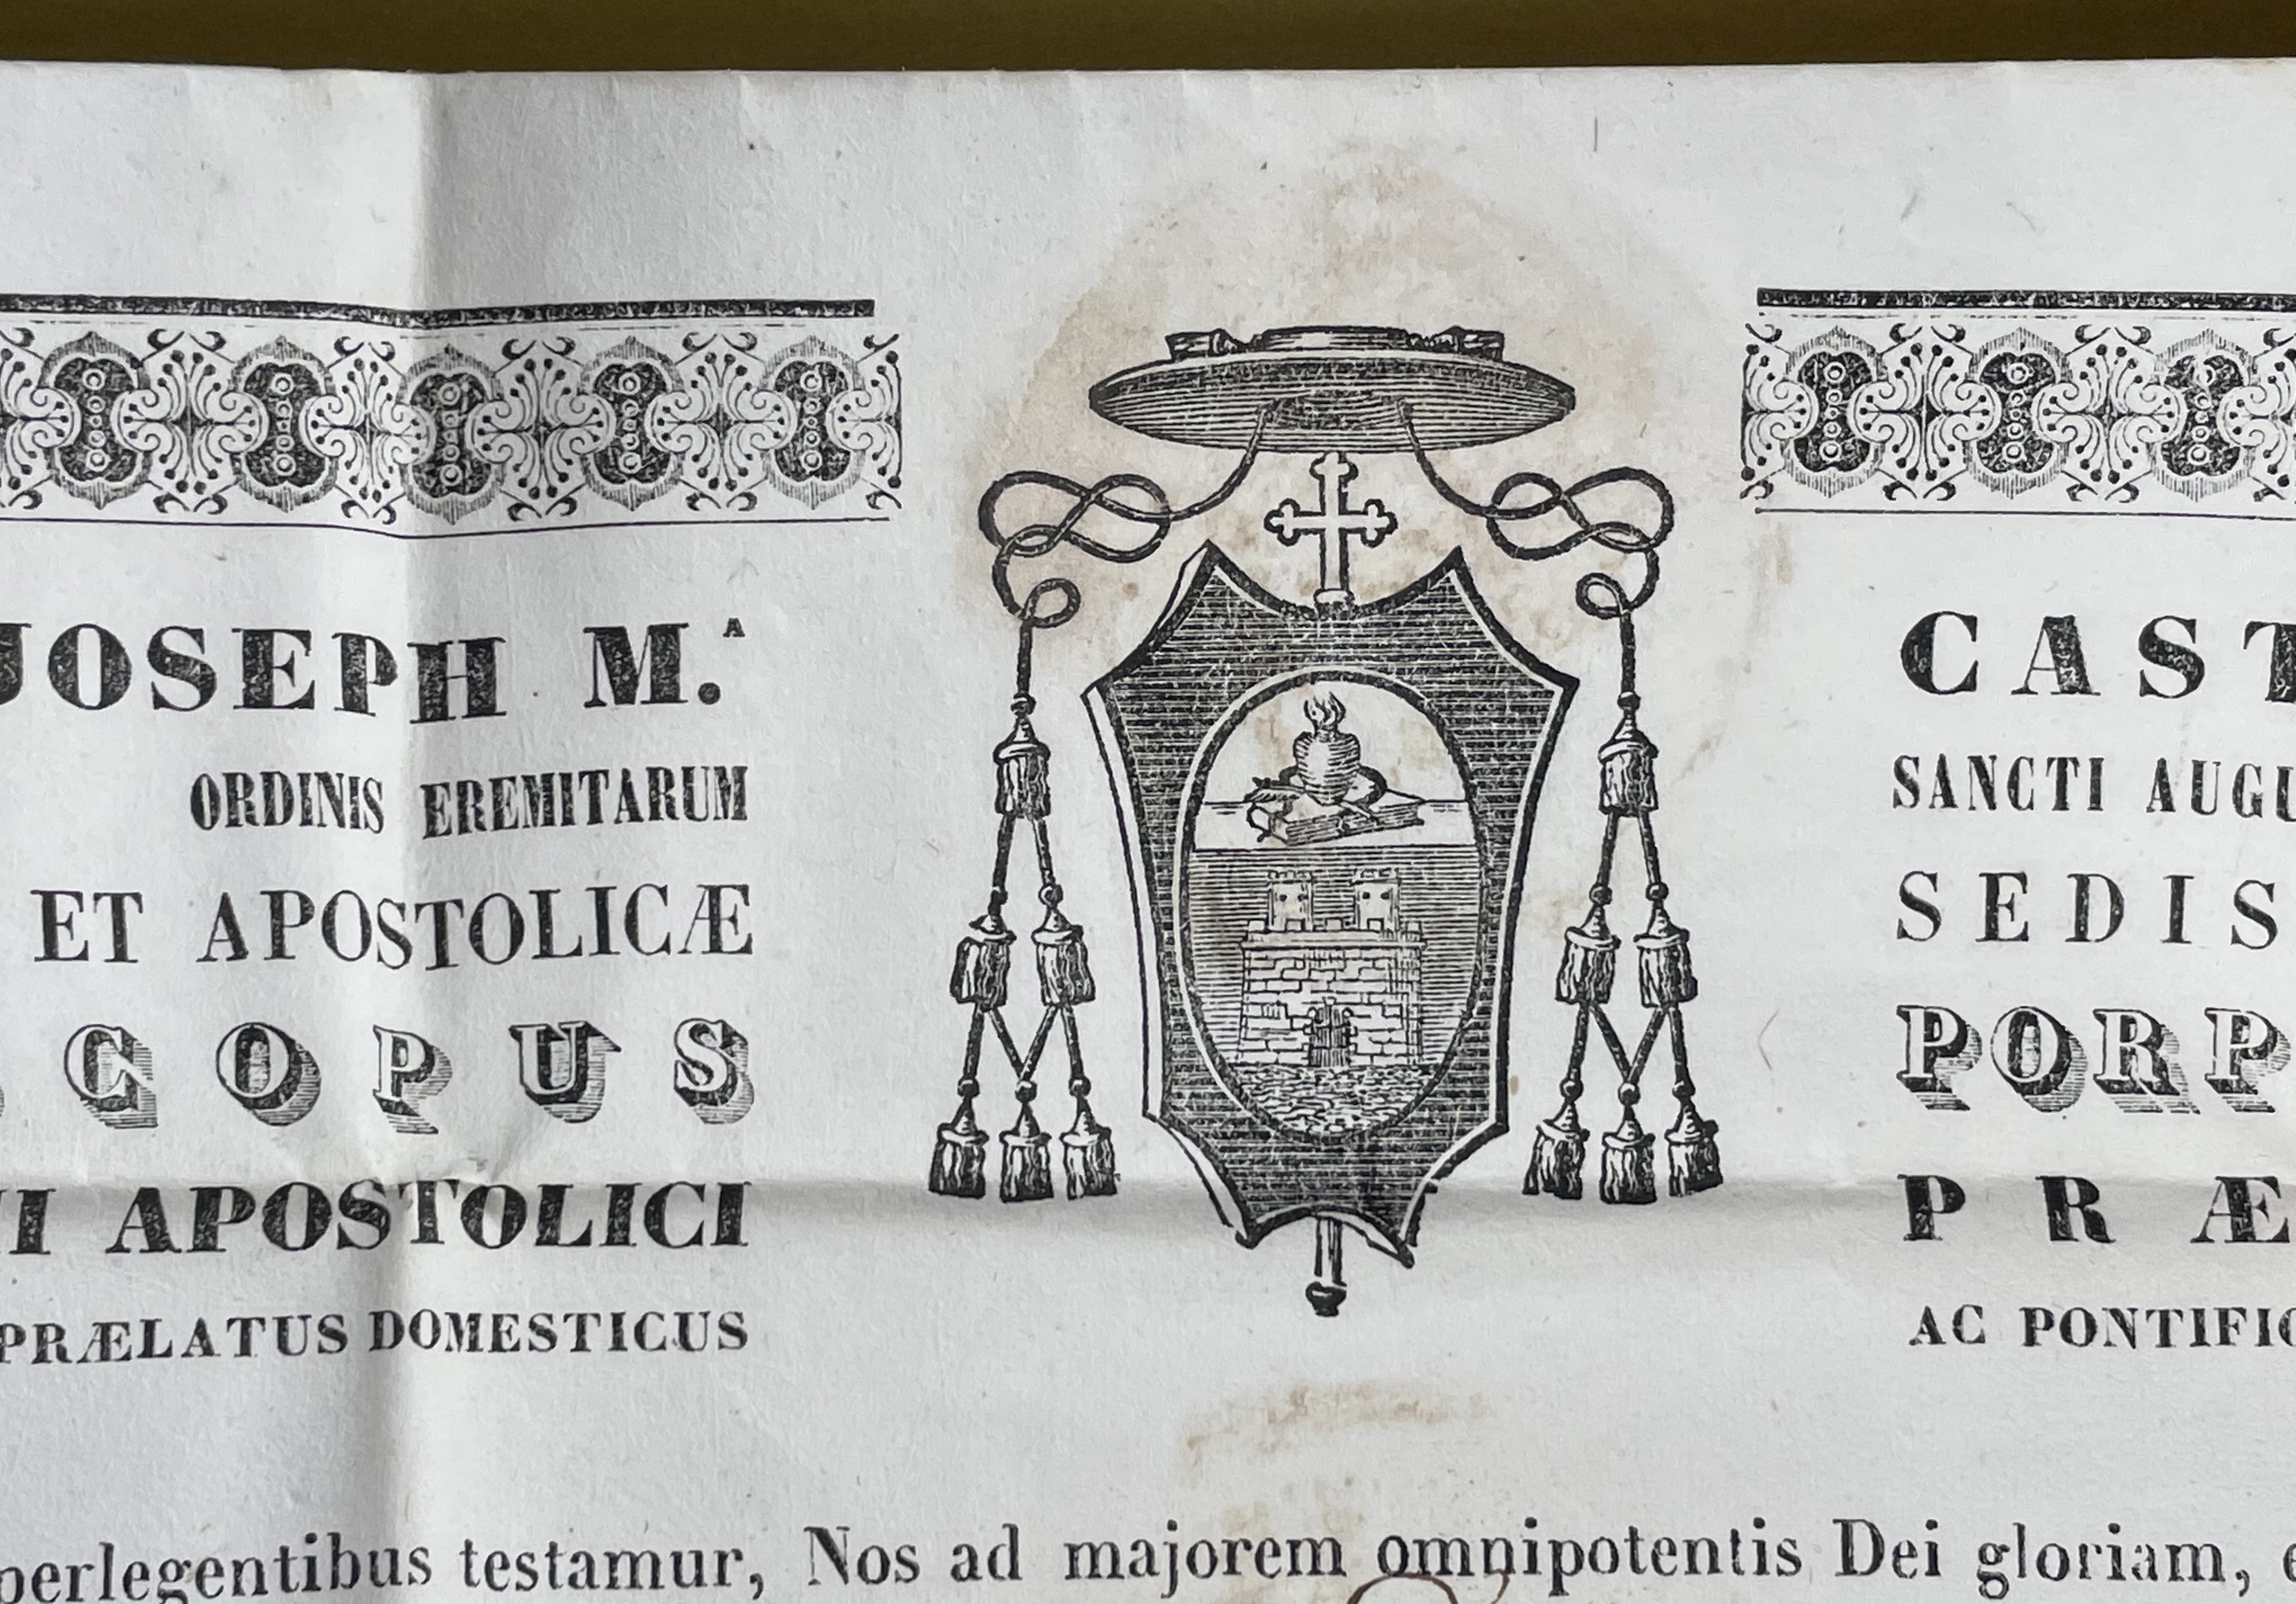 JOSEPH M.ᴬ CAST
ORDINIS EREMITARUM SANCTI AUGU
ET APOSTOLICÆ SEDIS
COPUS PORP
I APOSTOLICI PRÆ
PRÆLATUS DOMESTICUS AC PONTIFIC
perlegentibus testamur, Nos ad majorem omnipotentis Dei gloriam,